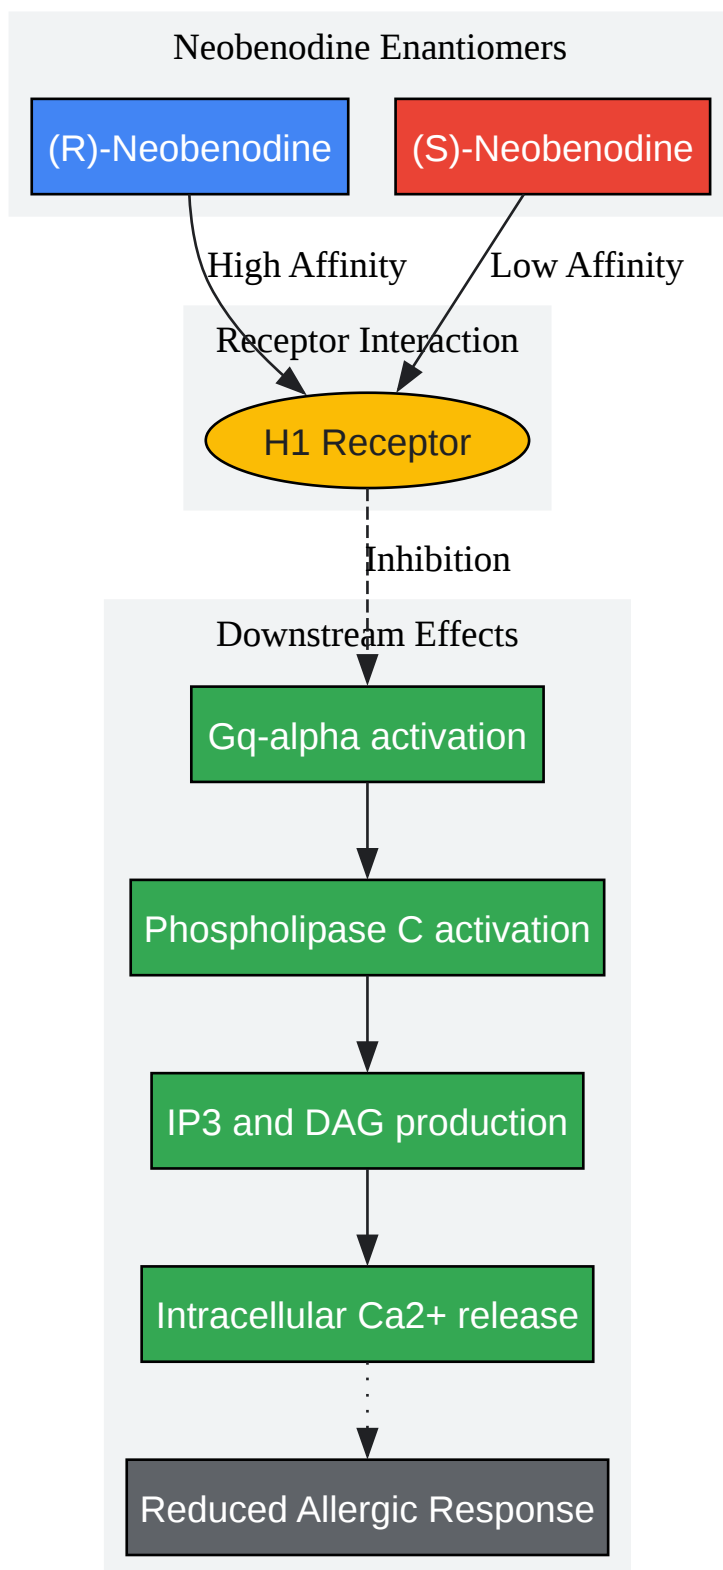 Neobenodine Enantiomers
(R)-Neobenodine
(S)-Neobenodine
High Affinity
Low Affinity
Receptor Interaction
H1 Receptor
Inhibition
Downstream Effects
Gq-alpha activation
Phospholipase C activation
IP3 and DAG production
Intracellular Ca2+ release
Reduced Allergic Response